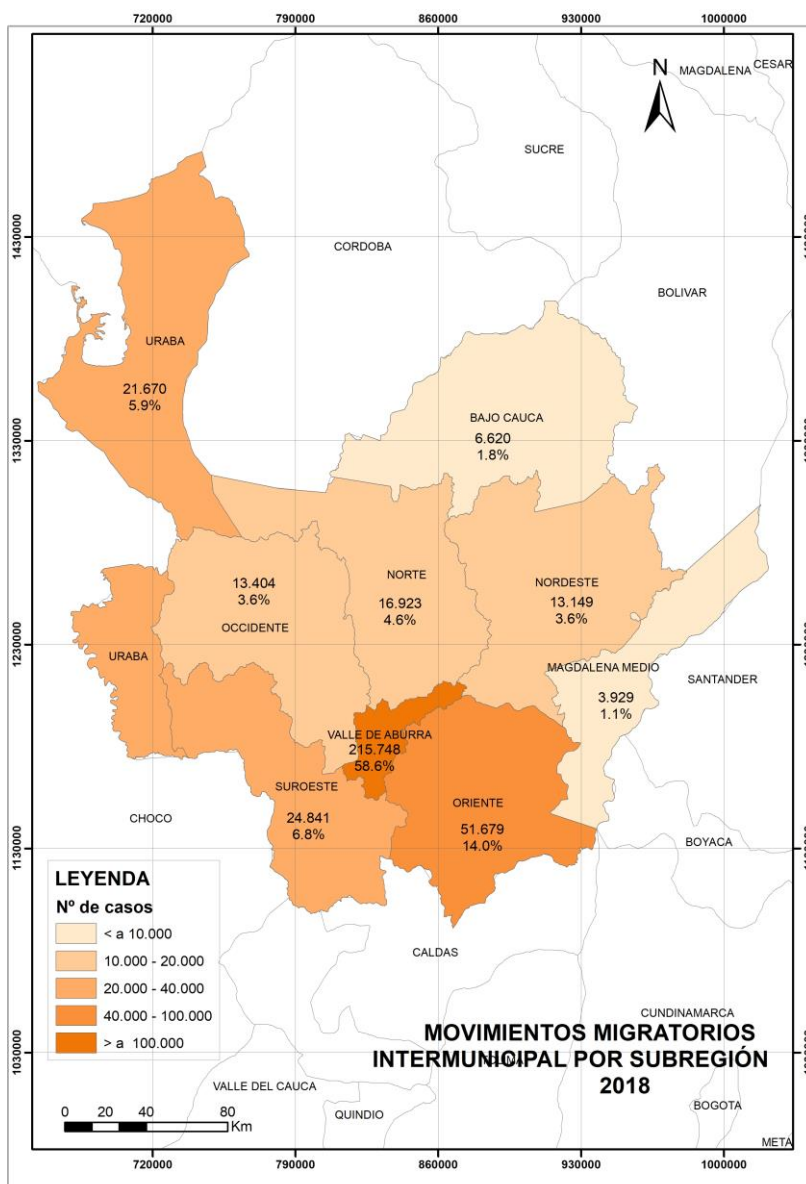 720000 790000 860000 930000 1000000
N
MAGDALENA
CESAR
SUCRE
1430000
CORDOBA
BOLIVAR
URABA
21.670
5.9%
BAJO CAUCA
6.620
1.8%
1330000
13.404
3.6%
OCCIDENTE
NORTE
16.923
4.6%
NORDESTE
13.149
3.6%
1230000
URABA
MAGDALENA MEDIO
3.929
1.1%
SANTANDER
VALLE DE ABURRA
215.748
58.6%
SUROESTE
24.841
6.8%
ORIENTE
51.679
14.0%
CHOCO
1130000
BOYACA
LEYENDA
Nº de casos
< a 10.000
10.000 - 20.000
20.000 - 40.000
40.000 - 100.000
> a 100.000
CALDAS
CUNDINAMARCA
1030000
MOVIMIENTOS MIGRATORIOS
INTERMUNICIPAL POR SUBREGIÓN
2018
VALLE DEL CAUCA
QUINDIO
BOGOTA
META
0 20 40 80
Km
720000 790000 860000 930000 1000000